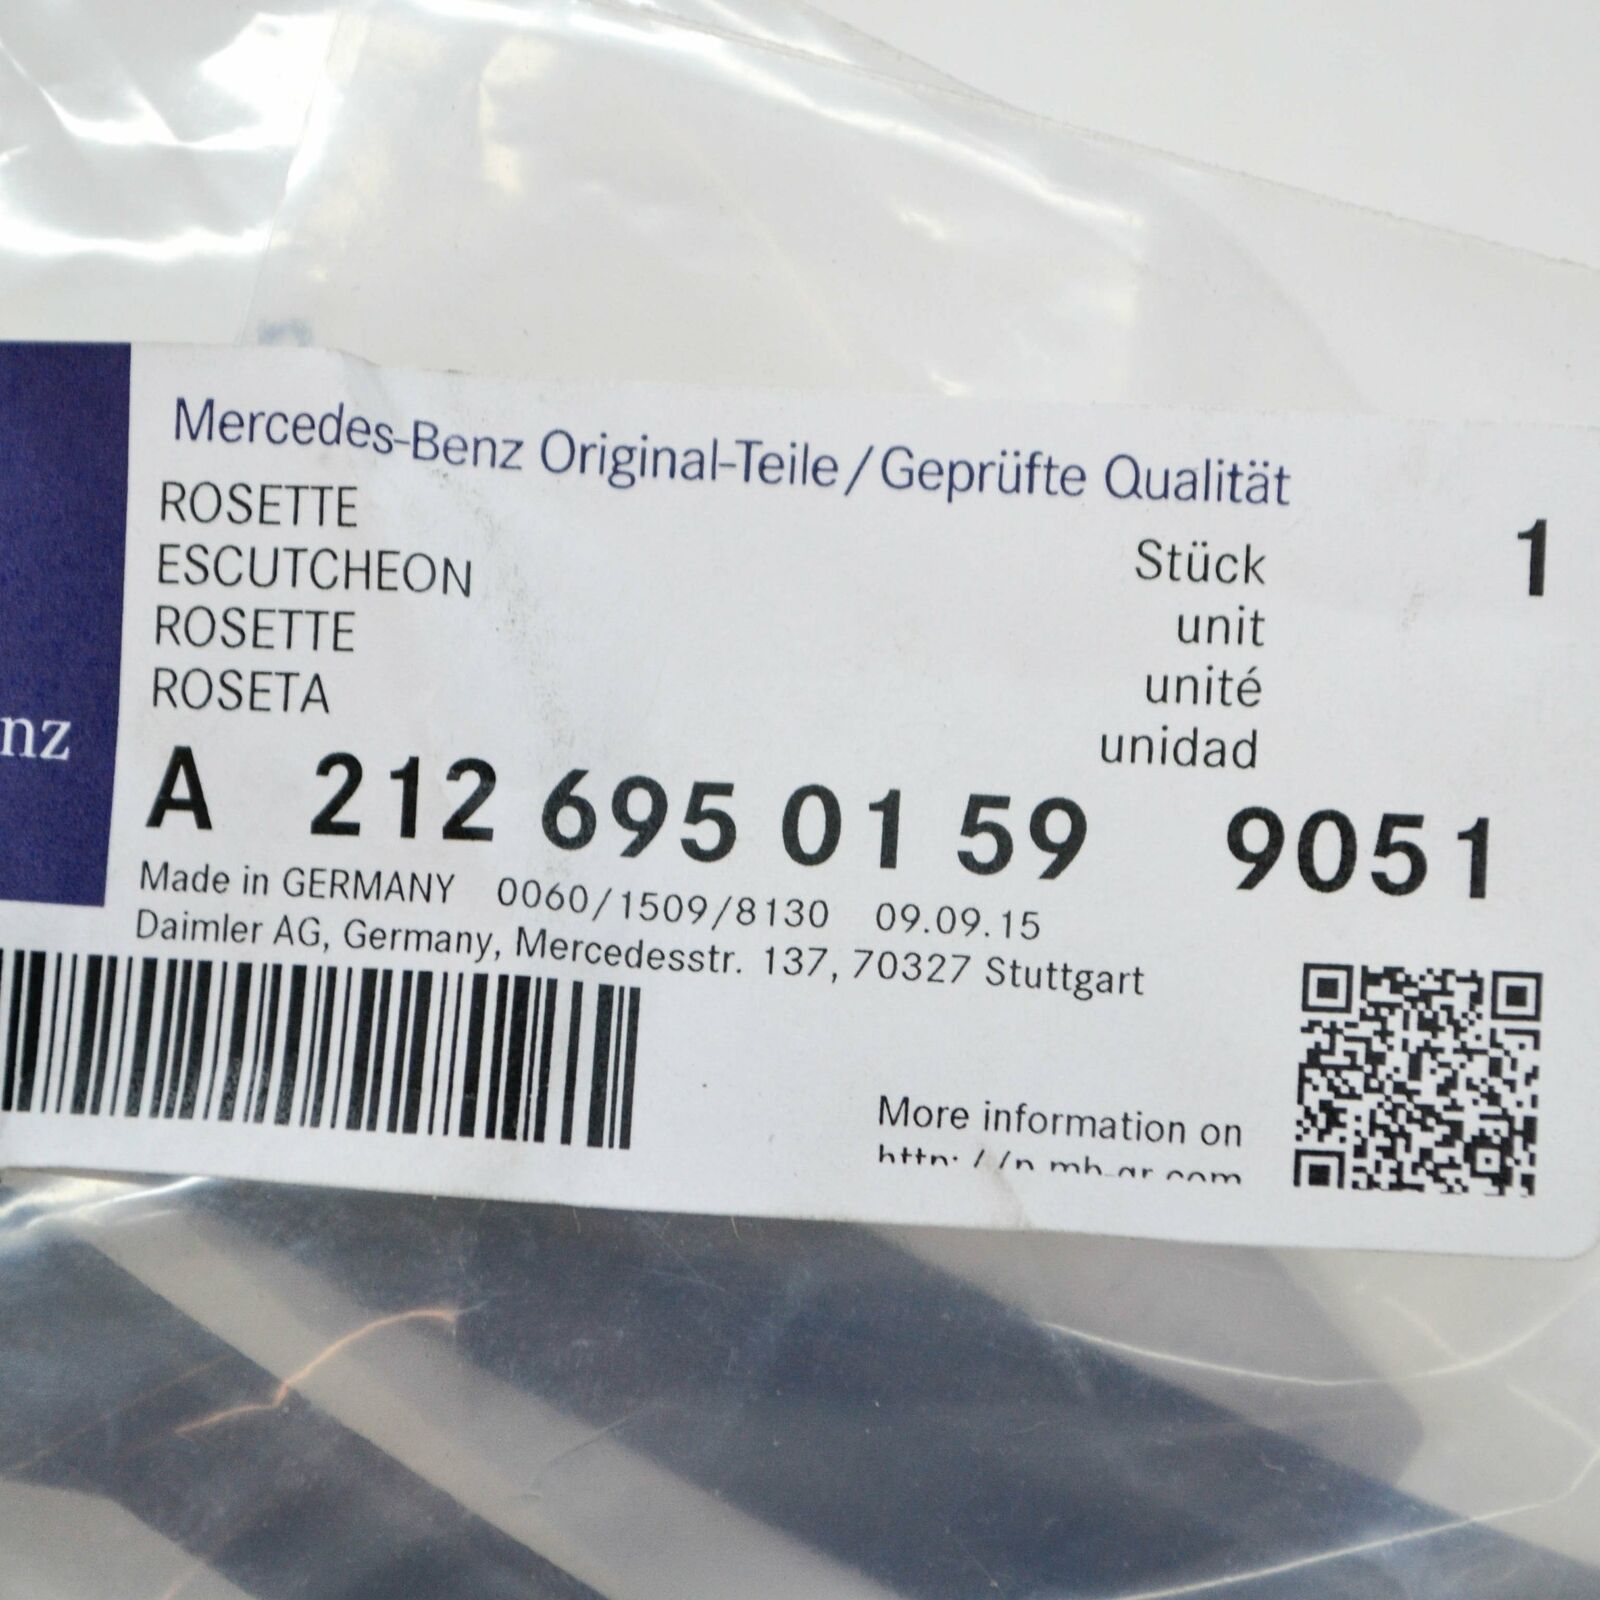 Mercedes-Benz Original-Teile / Geprüfte Qualität
ROSETTE
ESCUTCHEON
ROSETTE
ROSETA
Stück 1
unit
unité
unidad
nz
A 212 695 01 59 9051
Made in GERMANY 0060/1509/8130 09.09.15
Daimler AG, Germany, Mercedesstr. 137, 70327 Stuttgart
More information on